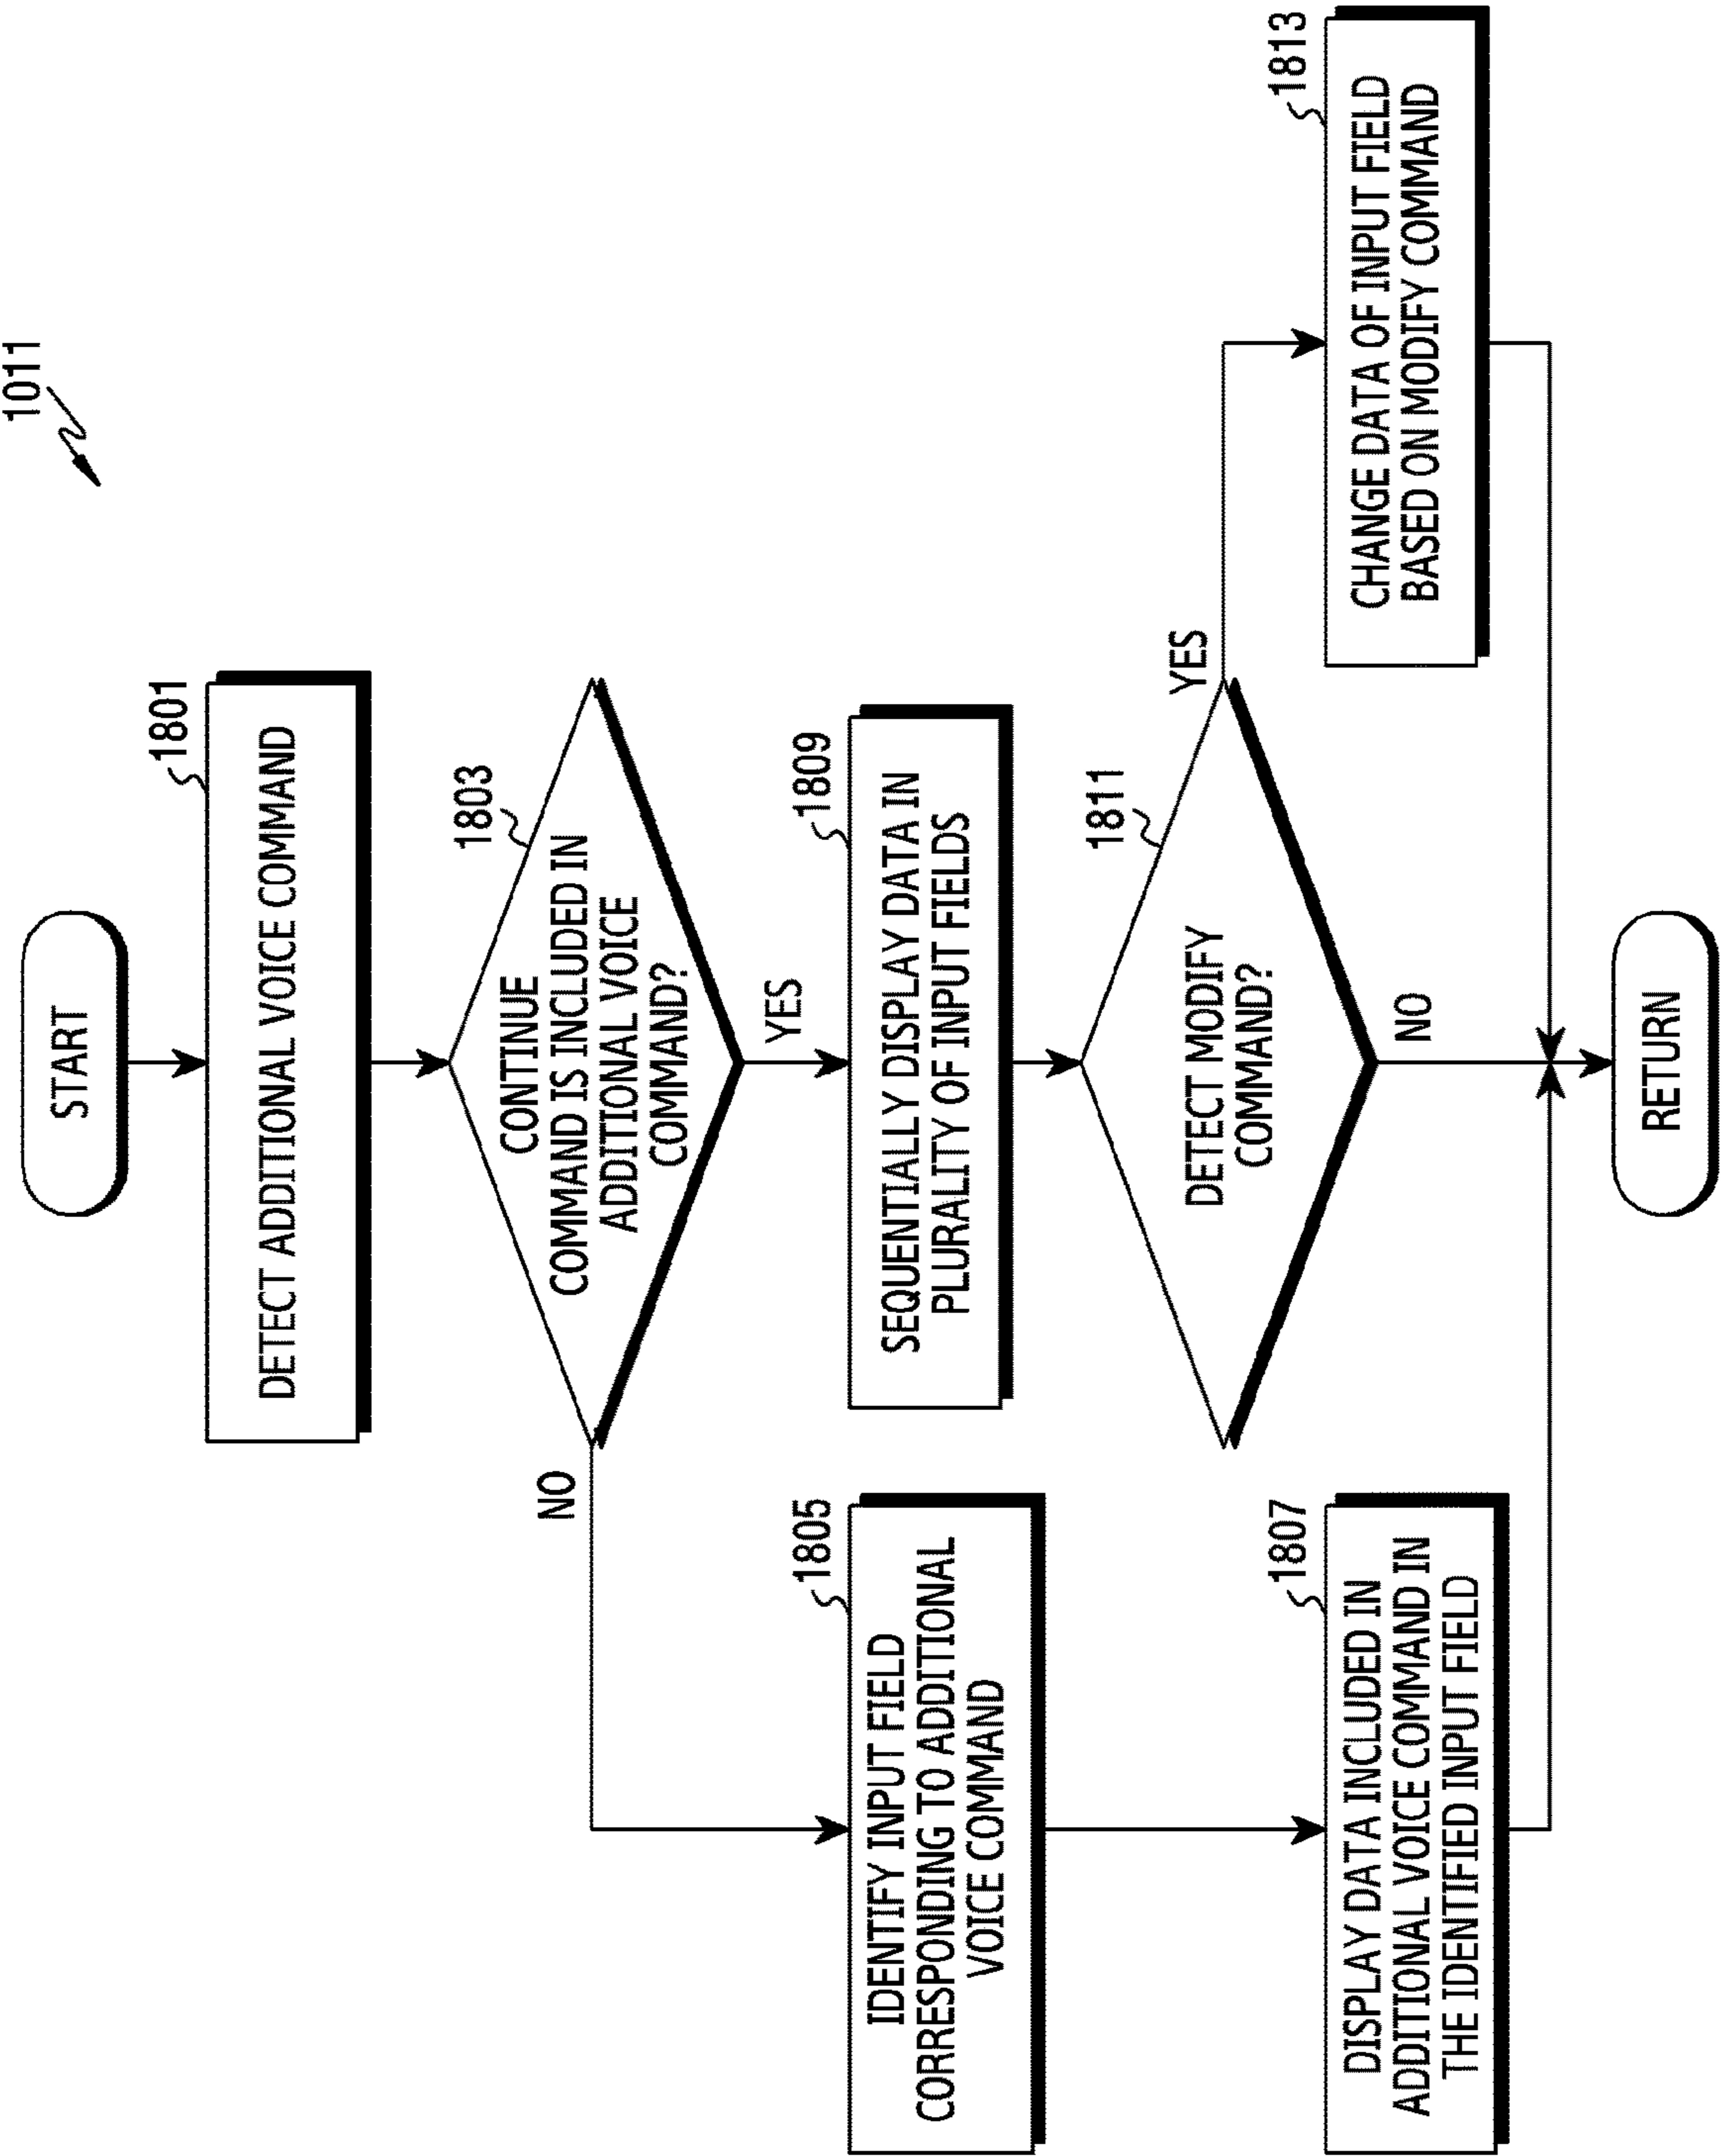 1011
START
1801
DETECT ADDITIONAL VOICE COMMAND
1803
CONTINUE
COMMAND IS INCLUDED IN
ADDITIONAL VOICE
COMMAND?
NO
YES
1805
IDENTIFY INPUT FIELD
CORRESPONDING TO ADDITIONAL
VOICE COMMAND
1809
SEQUENTIALLY DISPLAY DATA IN
PLURALITY OF INPUT FIELDS
1811
DETECT MODIFY
COMMAND?
YES
NO
1807
DISPLAY DATA INCLUDED IN
ADDITIONAL VOICE COMMAND IN
THE IDENTIFIED INPUT FIELD
1813
CHANGE DATA OF INPUT FIELD
BASED ON MODIFY COMMAND
RETURN